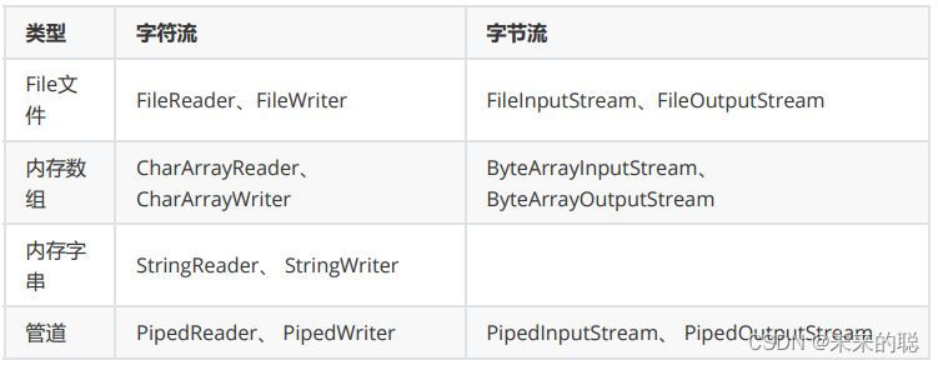 类型 字符流 字节流
File文
件
FileReader、FileWriter FileInputStream、FileOutputStream
内存数
组
CharArrayReader、
CharArrayWriter
ByteArrayInputStream、
ByteArrayOutputStream
内存字
串
StringReader、 StringWriter
管道 PipedReader、 PipedWriter PipedInputStream、 PipedOutputStream
CSDN @来来的聪